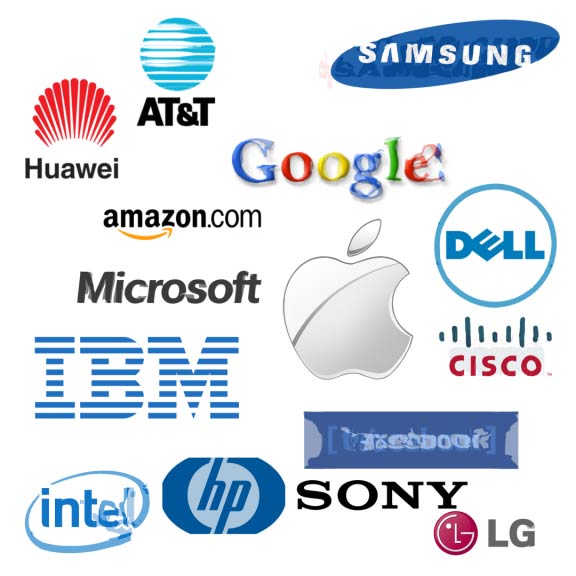 SAMSUNG
AT&T
Huawei
Google
amazon.com
DELL
Microsoft
CISCO
IBM
facebook
intel
hp
SONY
LG